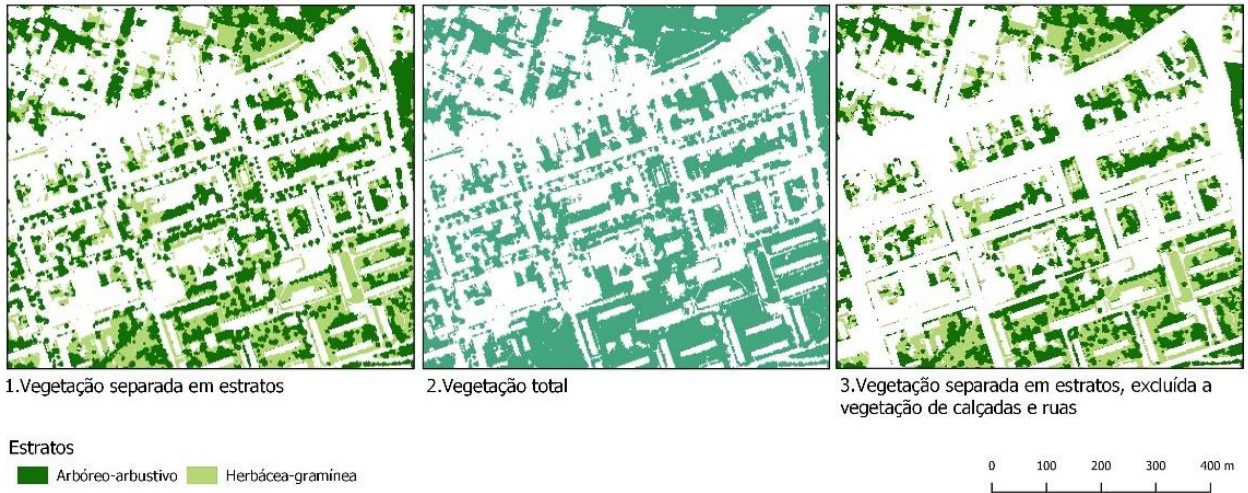 1.Vegetação separada em estratos
2.Vegetação total
3.Vegetação separada em estratos, excluída a
vegetação de calçadas e ruas
Estratos
Arbóreo-arbustivo Herbácea-gramínea
0 100 200 300 400 m